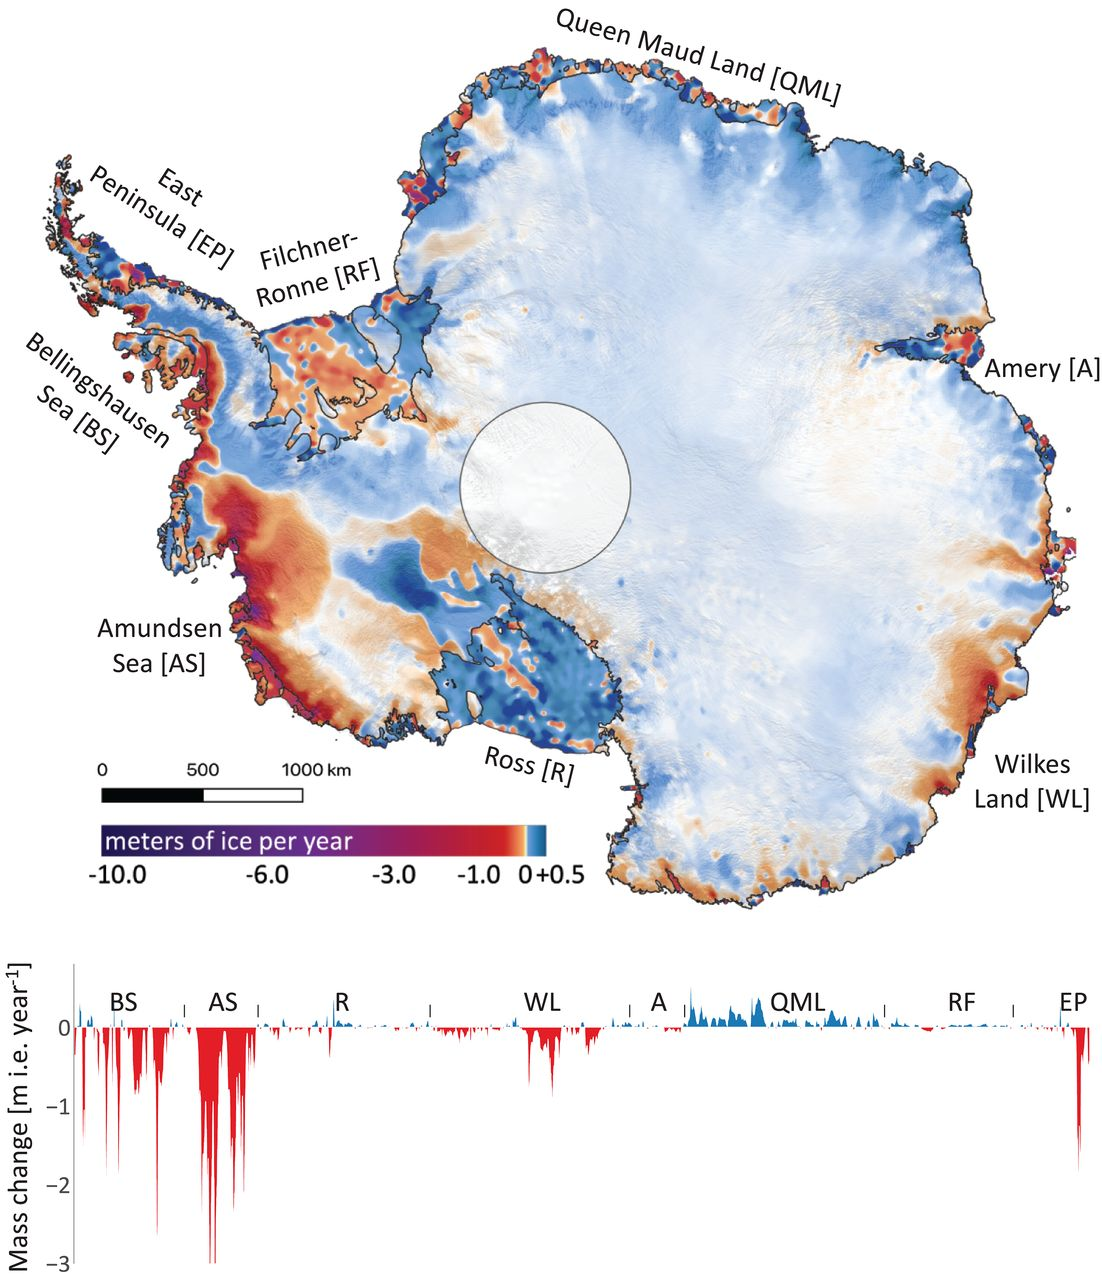 Queen Maud Land [QML]
East
Peninsula [EP]
Filchner-
Ronne [RF]
Bellingshausen
Sea [BS]
Amery [A]
Amundsen
Sea [AS]
Ross [R]
Wilkes
Land [WL]
0 500 1000 km
meters of ice per year
-10.0 -6.0 -3.0 -1.0 0 +0.5
Mass change [m i.e. year-1]
BS AS R WL A QML RF EP
0
−1
−2
−3